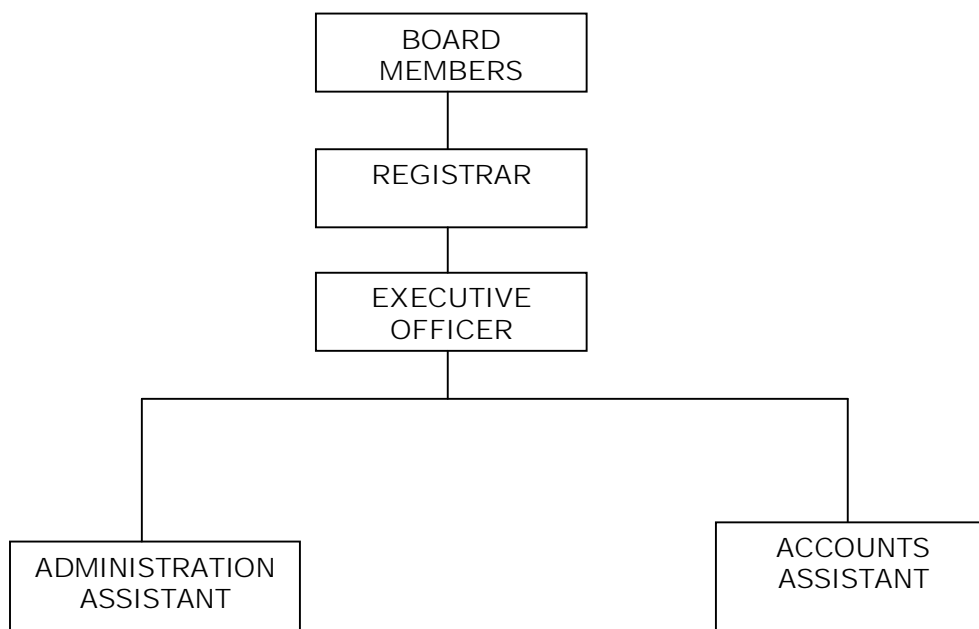 BOARD
MEMBERS
REGISTRAR
EXECUTIVE
OFFICER
ADMINISTRATION
ASSISTANT
ACCOUNTS
ASSISTANT